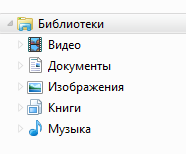 Библиотеки
Видео
Документы
Изображения
Книги
Музыка